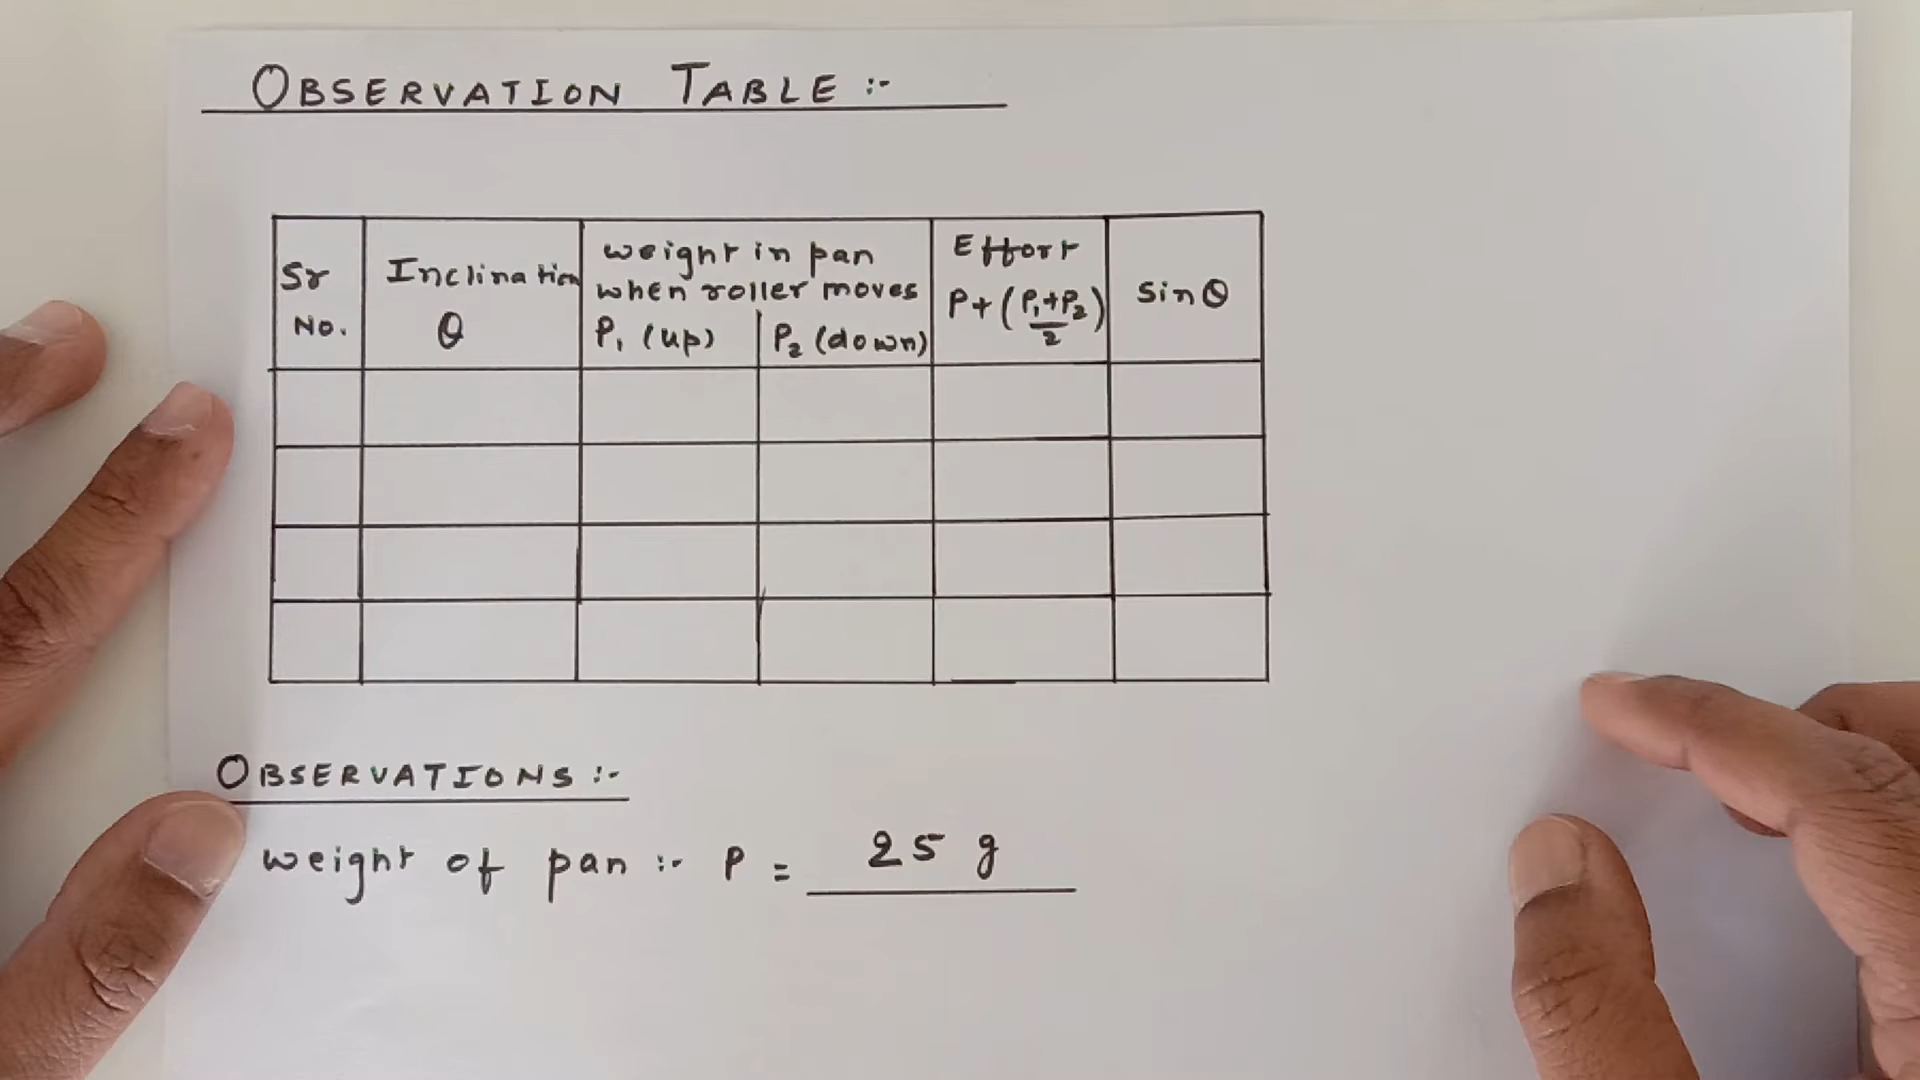 OBSERVATION TABLE :-
Sr No.
Inclination θ
weight in pan when roller moves
P₁ (up)
P₂ (down)
Effort
P+(P₁+P₂/2)
Sin θ
OBSERVATIONS :-
weight of pan :- P = 25 g